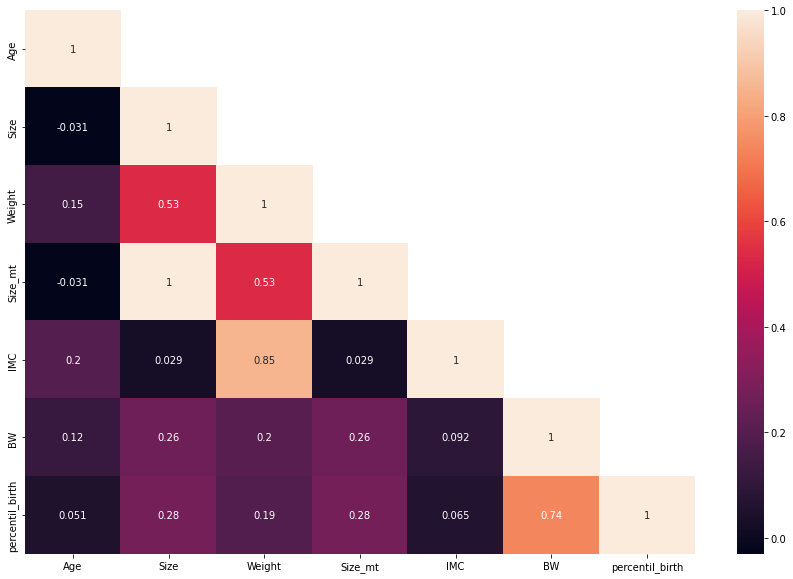 1.0
Age
1
Size
-0.031
1
0.8
Weight
0.15
0.53
1
0.6
Size_mt
-0.031
1
0.53
1
0.4
IMC
0.2
0.029
0.85
0.029
1
BW
0.12
0.26
0.2
0.26
0.092
1
0.2
percentil_birth
0.051
0.28
0.19
0.28
0.065
0.74
1
0.0
Age
Size
Weight
Size_mt
IMC
BW
percentil_birth